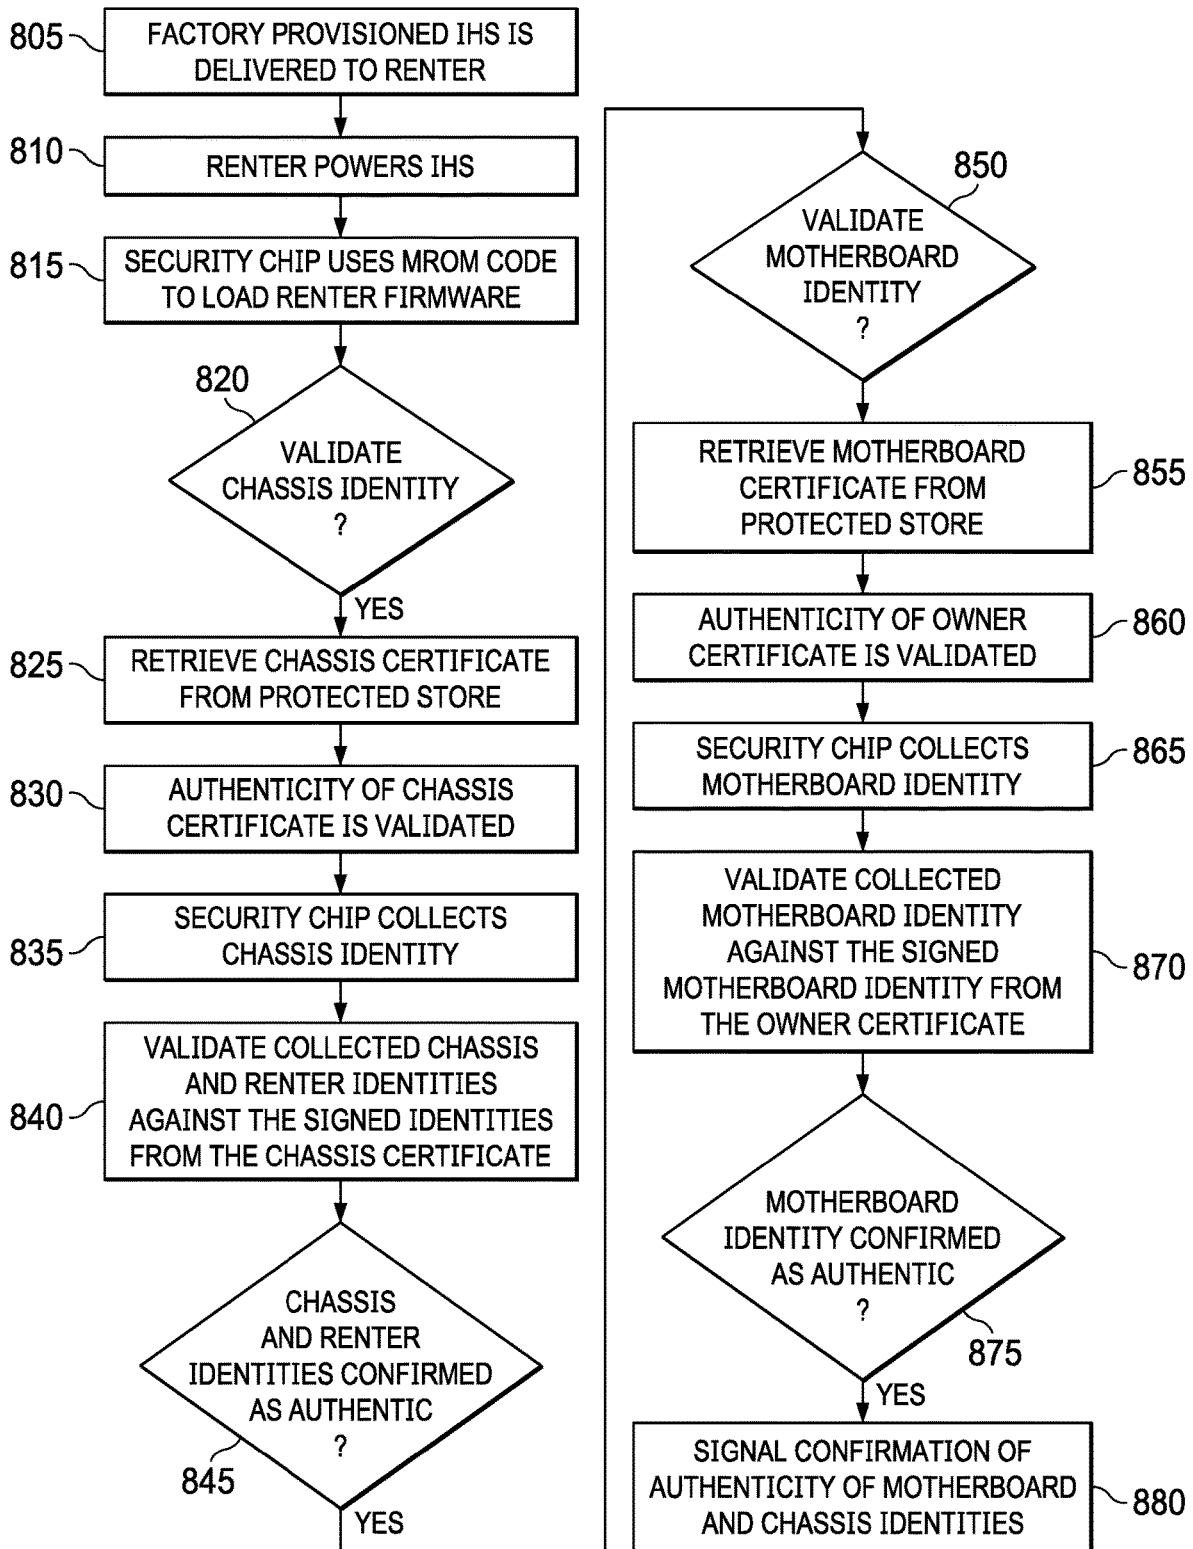 805
FACTORY PROVISIONED IHS IS
DELIVERED TO RENTER
810
RENTER POWERS IHS
815
SECURITY CHIP USES MROM CODE
TO LOAD RENTER FIRMWARE
820
VALIDATE
CHASSIS IDENTITY
?
YES
825
RETRIEVE CHASSIS CERTIFICATE
FROM PROTECTED STORE
830
AUTHENTICITY OF CHASSIS
CERTIFICATE IS VALIDATED
835
SECURITY CHIP COLLECTS
CHASSIS IDENTITY
840
VALIDATE COLLECTED CHASSIS
AND RENTER IDENTITIES
AGAINST THE SIGNED IDENTITIES
FROM THE CHASSIS CERTIFICATE
CHASSIS
AND RENTER
IDENTITIES CONFIRMED
AS AUTHENTIC
?
845
YES
850
VALIDATE
MOTHERBOARD
IDENTITY
?
RETRIEVE MOTHERBOARD
CERTIFICATE FROM
PROTECTED STORE
855
AUTHENTICITY OF OWNER
CERTIFICATE IS VALIDATED
860
SECURITY CHIP COLLECTS
MOTHERBOARD IDENTITY
865
VALIDATE COLLECTED
MOTHERBOARD IDENTITY
AGAINST THE SIGNED
MOTHERBOARD IDENTITY FROM
THE OWNER CERTIFICATE
870
MOTHERBOARD
IDENTITY CONFIRMED
AS AUTHENTIC
?
875
YES
SIGNAL CONFIRMATION OF
AUTHENTICITY OF MOTHERBOARD
AND CHASSIS IDENTITIES
880